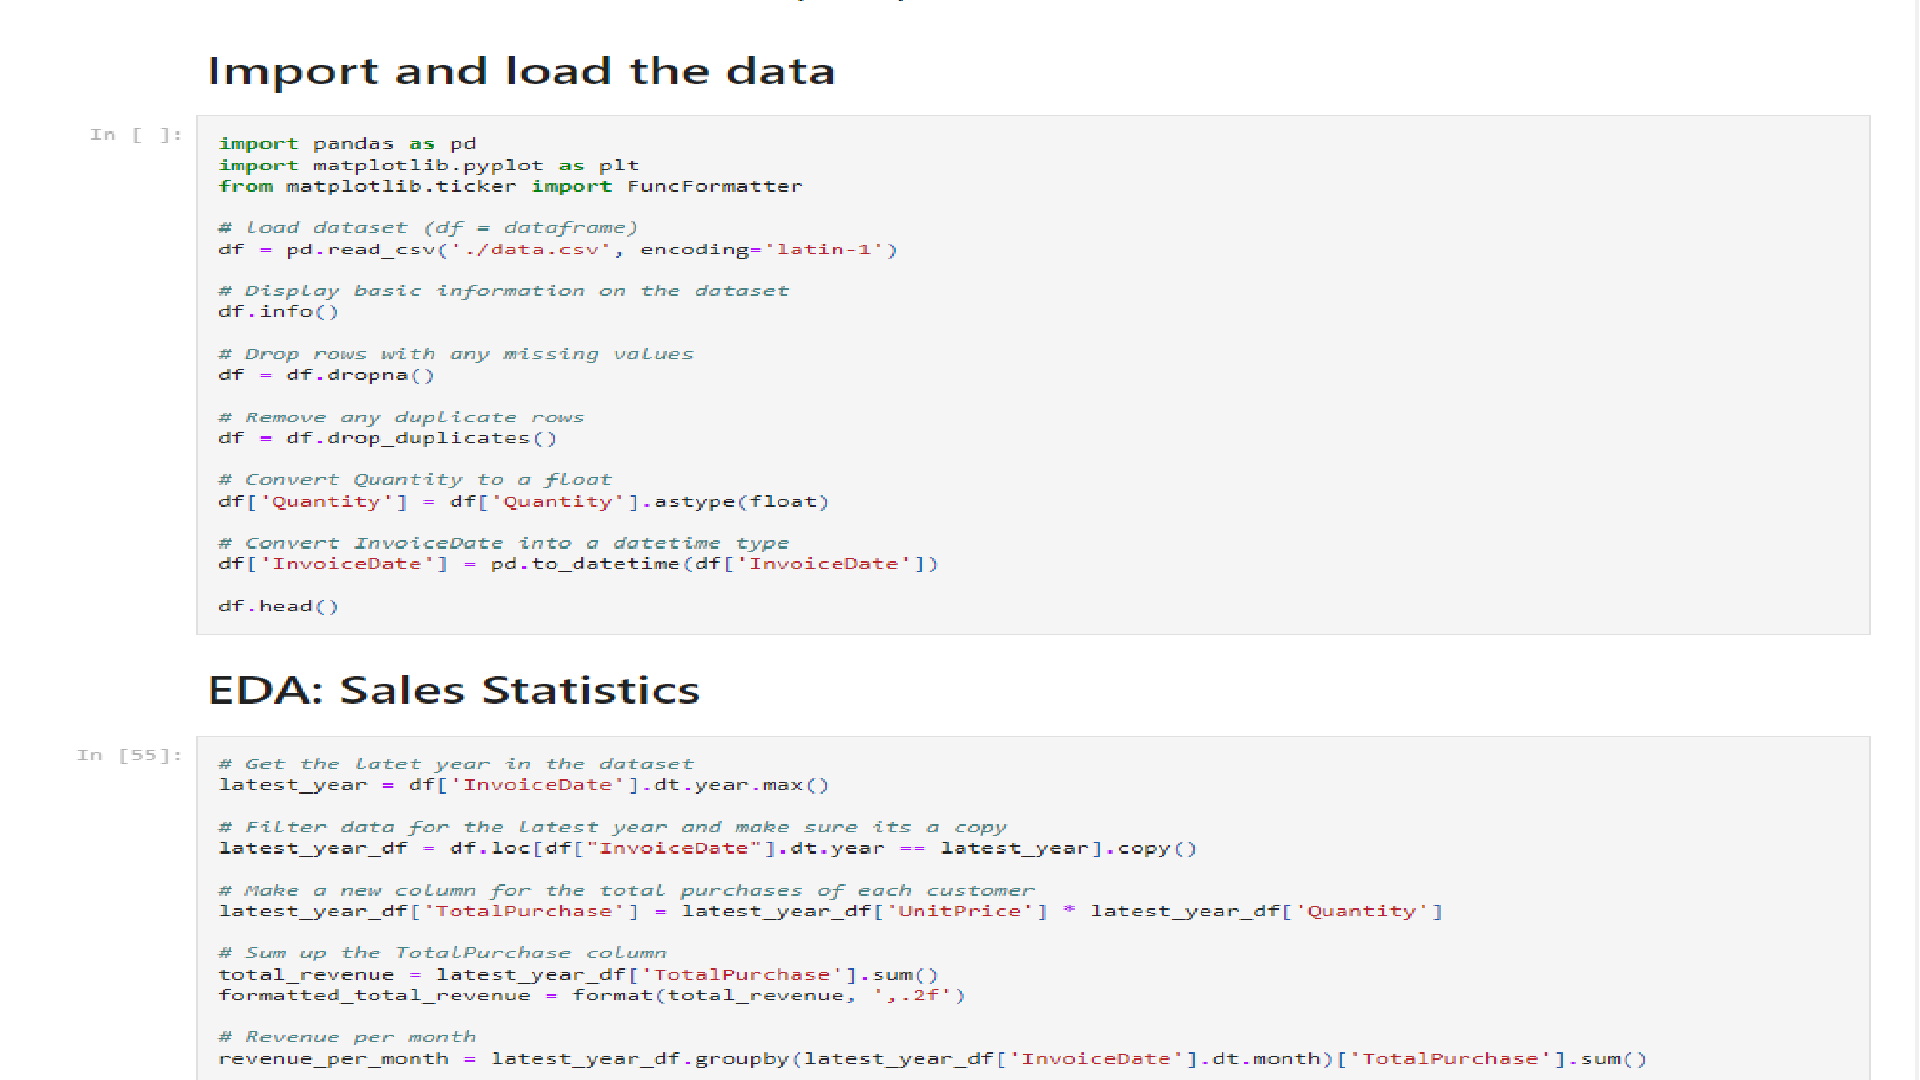 Import and load the data
In [ ]:
import pandas as pd
import matplotlib.pyplot as plt
from matplotlib.ticker import FuncFormatter
# Load dataset (df = dataframe)
df = pd.read_csv('./data.csv', encoding='latin-1')
# Display basic information on the dataset
df.info()
# Drop rows with any missing values
df = df.dropna()
# Remove any duplicate rows
df = df.drop_duplicates()
# Convert Quantity to a float
df['Quantity'] = df['Quantity'].astype(float)
# Convert InvoiceDate into a datetime type
df['InvoiceDate'] = pd.to_datetime(df['InvoiceDate'])
df.head()
EDA: Sales Statistics
In [55]:
# Get the latet year in the dataset
latest_year = df['InvoiceDate'].dt.year.max()
# Filter data for the latest year and make sure its a copy
latest_year_df = df.loc[df["InvoiceDate"].dt.year == latest_year].copy()
# Make a new column for the total purchases of each customer
latest_year_df['TotalPurchase'] = latest_year_df['UnitPrice'] * latest_year_df['Quantity']
# Sum up the TotalPurchase column
total_revenue = latest_year_df['TotalPurchase'].sum()
formatted_total_revenue = format(total_revenue, ',.2f')
# Revenue per month
revenue_per_month = latest_year_df.groupby(latest_year_df['InvoiceDate'].dt.month)['TotalPurchase'].sum()